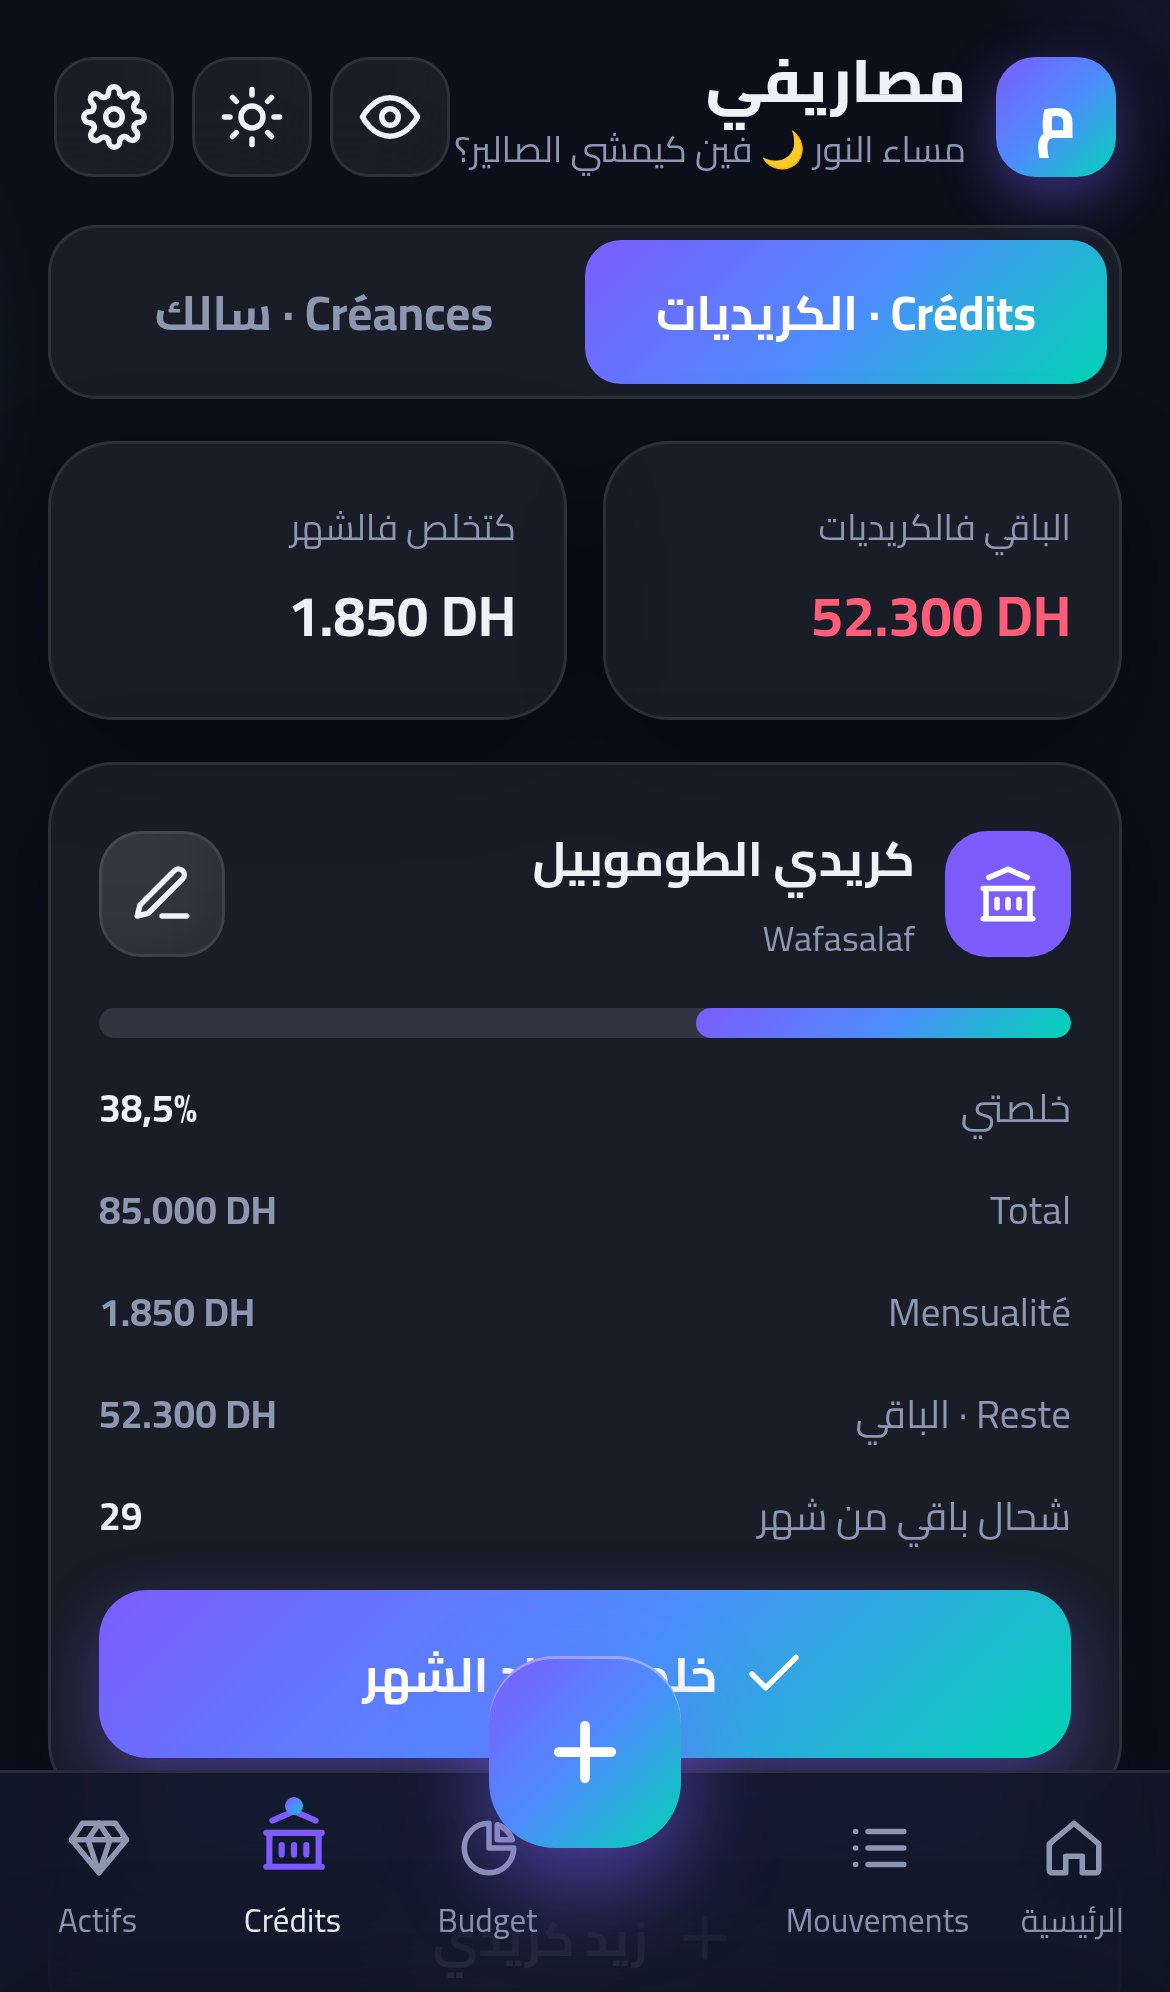 م
مصاريفي
مساء النور 🌙 فين كيمشي الصالير؟
Crédits · الكريديات
Créances · سالك
الباقي فالكريديات
52.300 DH
كتخلص فالشهر
1.850 DH
كريدي الطوموبيل
Wafasalaf
خلصتي 38,5%
Total 85.000 DH
Mensualité 1.850 DH
Reste · الباقي 52.300 DH
شحال باقي من شهر 29
الشهر
زيد كريدي
الرئيسية
Mouvements
Budget
Crédits
Actifs